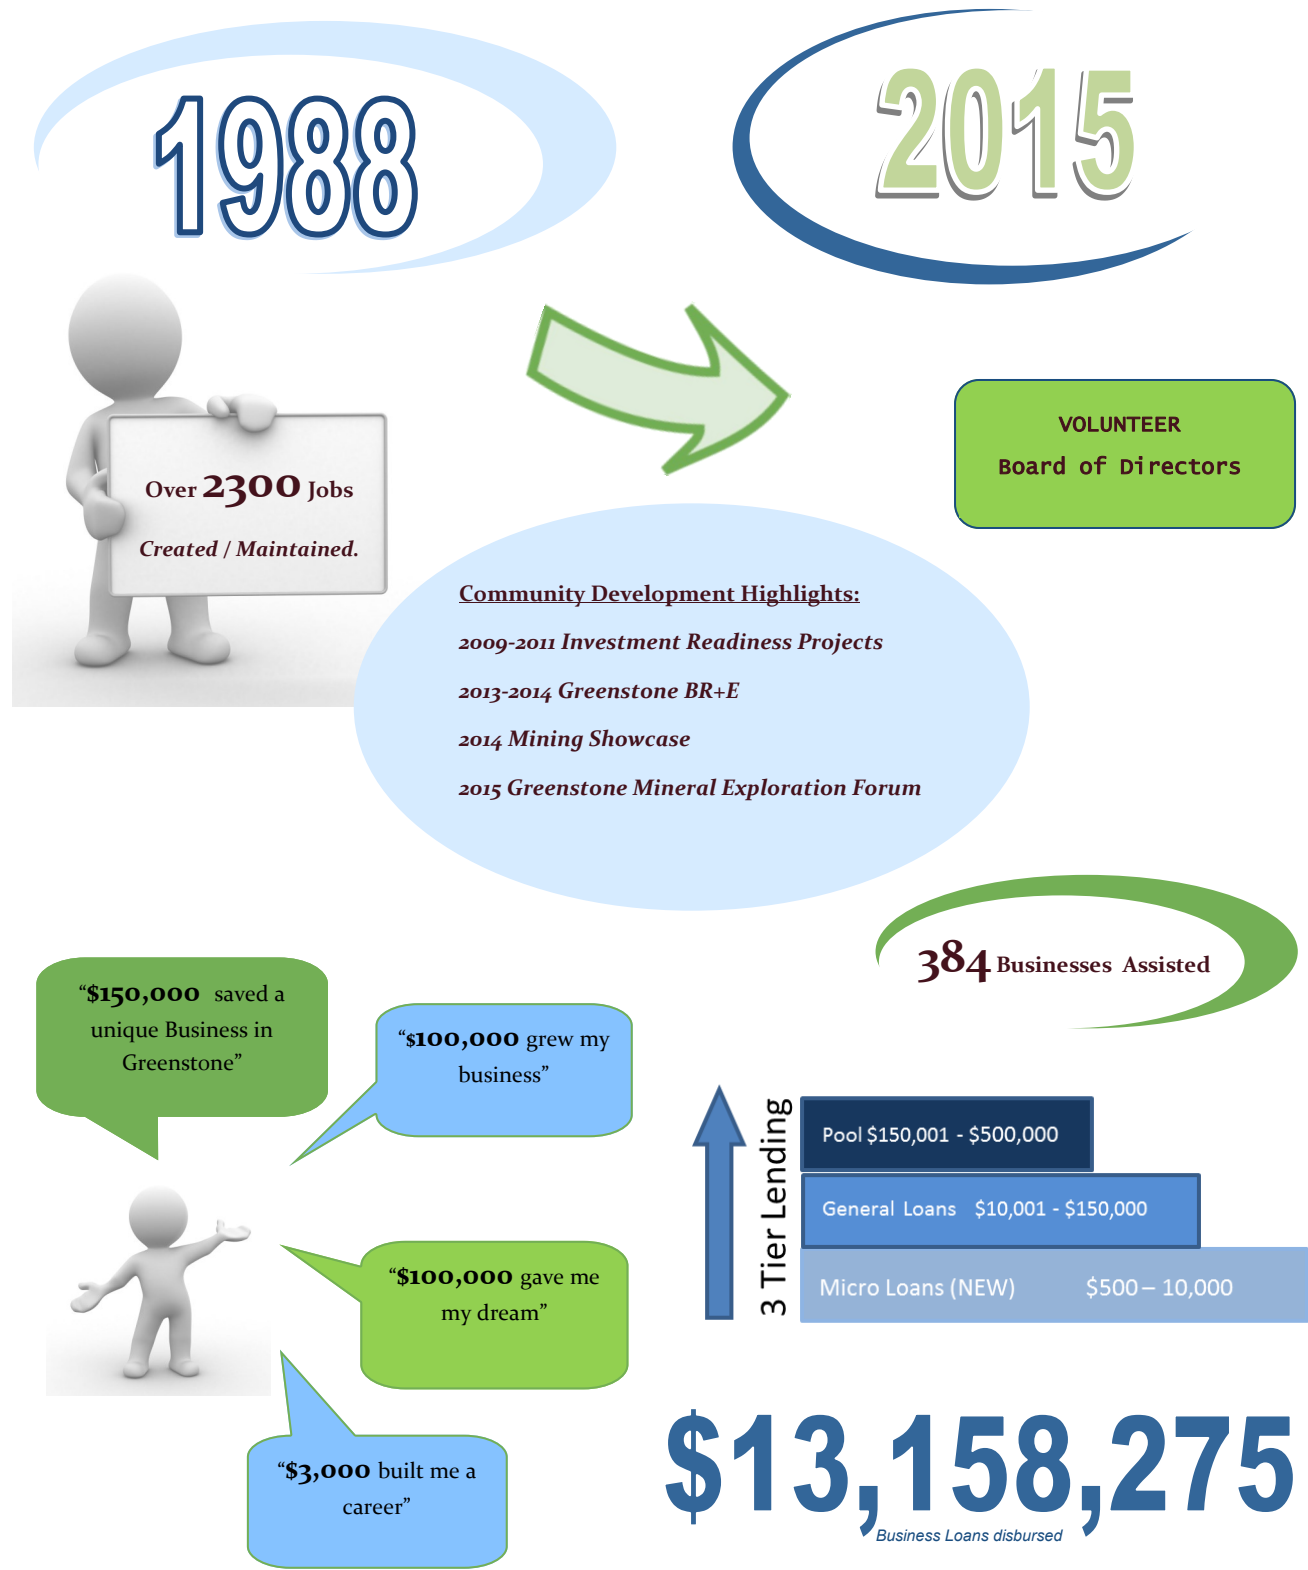 1988
2015
Over 2300 Jobs
Created / Maintained.
VOLUNTEER
Board of Directors
Community Development Highlights:
2009-2011 Investment Readiness Projects
2013-2014 Greenstone BR+E
2014 Mining Showcase
2015 Greenstone Mineral Exploration Forum
384 Businesses Assisted
“$150,000 saved a
unique Business in
Greenstone”
“$100,000 grew my
business”
“$100,000 gave me
my dream”
“$3,000 built me a
career”
3 Tier Lending
Pool $150,001 - $500,000
General Loans $10,001 - $150,000
Micro Loans (NEW) $500 – 10,000
$13,158,275
Business Loans disbursed